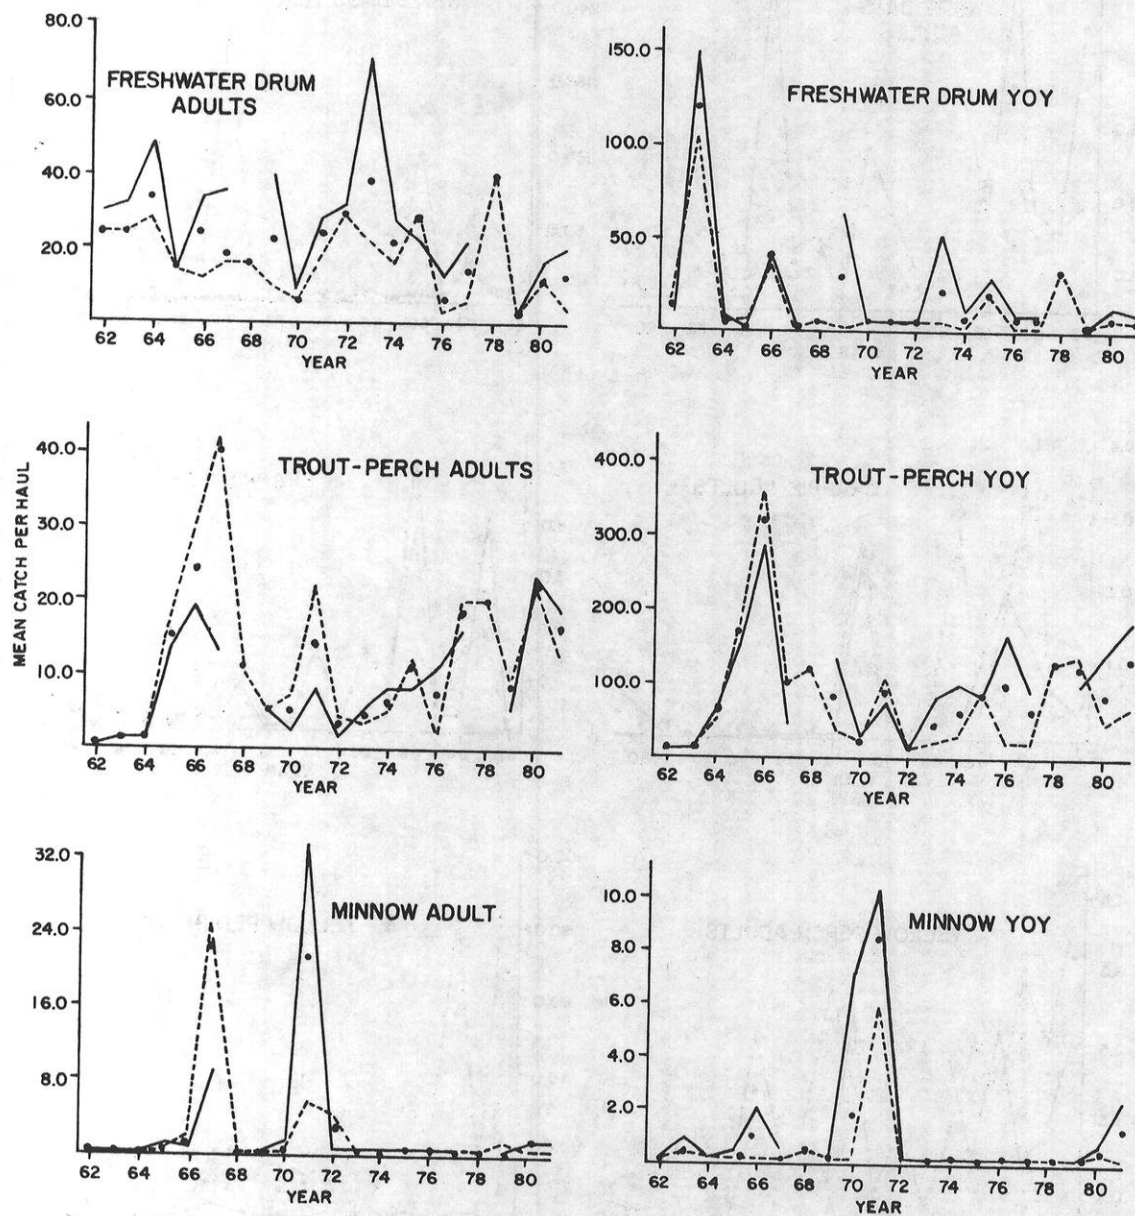 80.0
60.0
40.0
20.0
FRESHWATER DRUM
ADULTS
62 64 66 68 70 72 74 76 78 80
YEAR
150.0
100.0
50.0
FRESHWATER DRUM YOY
62 64 66 68 70 72 74 76 78 80
YEAR
MEAN CATCH PER HAUL
40.0
30.0
20.0
10.0
TROUT-PERCH ADULTS
62 64 66 68 70 72 74 76 78 80
YEAR
400.0
300.0
200.0
100.0
TROUT-PERCH YOY
62 64 66 68 70 72 74 76 78 80
YEAR
32.0
24.0
16.0
8.0
MINNOW ADULT
62 64 66 68 70 72 74 76 78 80
YEAR
10.0
8.0
6.0
4.0
2.0
MINNOW YOY
62 64 66 68 70 72 74 76 78 80
YEAR